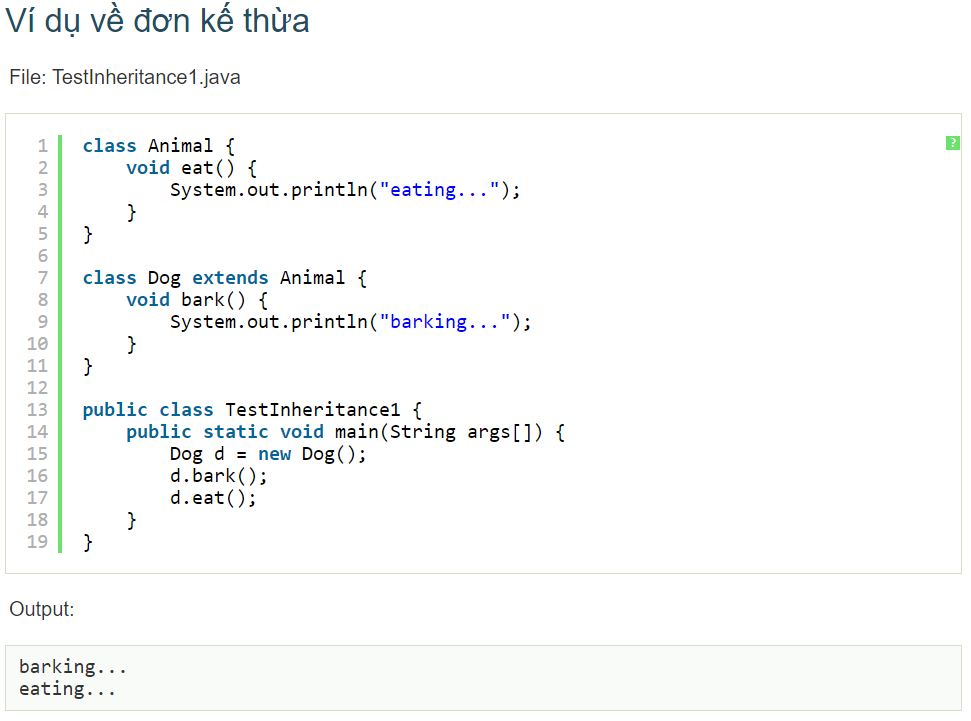 Ví dụ về đơn kế thừa
File: TestInheritance1.java
?
1 class Animal {
2     void eat() {
3         System.out.println("eating...");
4     }
5 }
6
7 class Dog extends Animal {
8     void bark() {
9         System.out.println("barking...");
10     }
11 }
12
13 public class TestInheritance1 {
14     public static void main(String args[]) {
15         Dog d = new Dog();
16         d.bark();
17         d.eat();
18     }
19 }
Output:
barking...
eating...